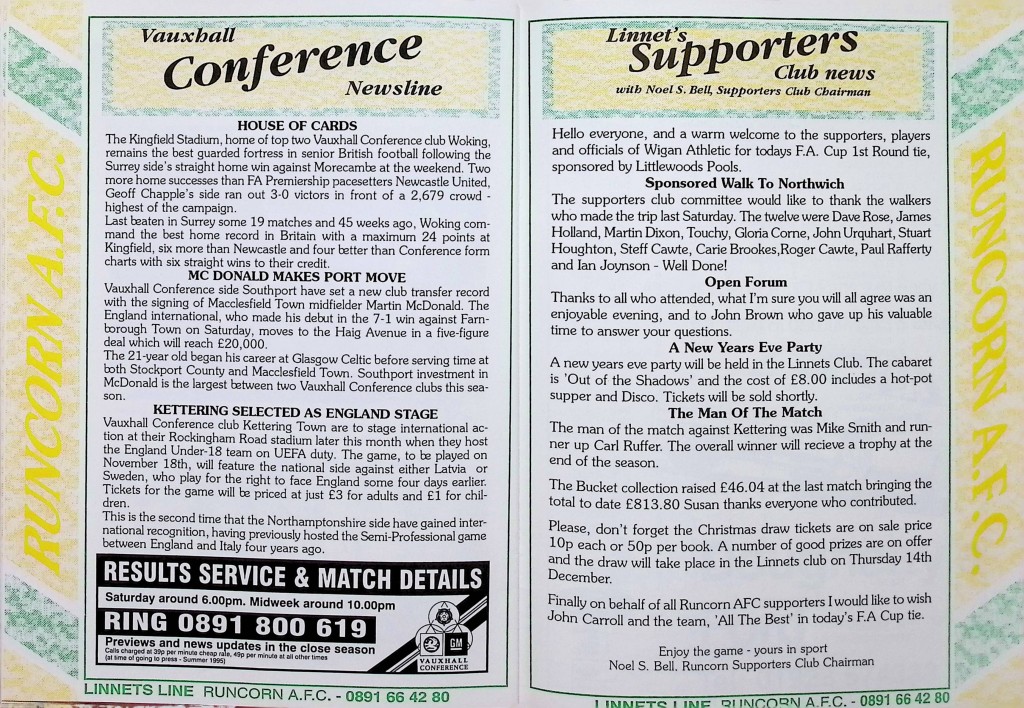 RUNCORN A.F.C.
Vauxhall
Conference
Newsline
HOUSE OF CARDS
The Kingfield Stadium, home of top two Vauxhall Conference club Woking,
remains the best guarded fortress in senior British football following the
Surrey side's straight home win against Morecambe at the weekend. Two
more home successes than FA Premiership pacesetters Newcastle United,
Geoff Chapple's side ran out 3-0 victors in front of a 2,679 crowd -
highest of the campaign.
Last beaten in Surrey some 19 matches and 45 weeks ago, Woking com-
mand the best home record in Britain with a maximum 24 points at
Kingfield, six more than Newcastle and four better than Conference form
charts with six straight wins to their credit.
MC DONALD MAKES PORT MOVE
Vauxhall Conference side Southport have set a new club transfer record
with the signing of Macclesfield Town midfielder Martin McDonald. The
England international, who made his debut in the 7-1 win against Farn-
borough Town on Saturday, moves to the Haig Avenue in a five-figure
deal which will reach £20,000.
The 21-year old began his career at Glasgow Celtic before serving time at
both Stockport County and Macclesfield Town. Southport investment in
McDonald is the largest between two Vauxhall Conference clubs this sea-
son.
KETTERING SELECTED AS ENGLAND STAGE
Vauxhall Conference club Kettering Town are to stage international ac-
tion at their Rockingham Road stadium later this month when they host
the England Under-18 team on UEFA duty. The game, to be played on
November 18th, will feature the national side against either Latvia or
Sweden, who play for the right to face England some four days earlier.
Tickets for the game will be priced at just £3 for adults and £1 for chil-
dren.
This is the second time that the Northamptonshire side have gained inter-
national recognition, having previously hosted the Semi-Professional game
between England and Italy four years ago.
RESULTS SERVICE & MATCH DETAILS
Saturday around 6.00pm. Midweek around 10.00pm
RING 0891 800 619
Previews and news updates in the close season
Calls charged at 39p per minute cheap rate, 49p per minute at all other times
(at time of going to press - Summer 1995)
GM
VAUXHALL
CONFERENCE
LINNETS LINE RUNCORN A.F.C. - 0891 66 42 80
Linnet's
Supporters
Club news
with Noel S. Bell, Supporters Club Chairman
Hello everyone, and a warm welcome to the supporters, players
and officials of Wigan Athletic for todays F.A. Cup 1st Round tie,
sponsored by Littlewoods Pools.
Sponsored Walk To Northwich
The supporters club committee would like to thank the walkers
who made the trip last Saturday. The twelve were Dave Rose, James
Holland, Martin Dixon, Touchy, Gloria Corne, John Urquhart, Stuart
Houghton, Steff Cawte, Carie Brookes,Roger Cawte, Paul Rafferty
and Ian Joynson - Well Done!
Open Forum
Thanks to all who attended, what I'm sure you will all agree was an
enjoyable evening, and to John Brown who gave up his valuable
time to answer your questions.
A New Years Eve Party
A new years eve party will be held in the Linnets Club. The cabaret
is 'Out of the Shadows' and the cost of £8.00 includes a hot-pot
supper and Disco. Tickets will be sold shortly.
The Man Of The Match
The man of the match against Kettering was Mike Smith and run-
ner up Carl Ruffer. The overall winner will recieve a trophy at the
end of the season.
The Bucket collection raised £46.04 at the last match bringing the
total to date £813.80 Susan thanks everyone who contributed.
Please, don't forget the Christmas draw tickets are on sale price
10p each or 50p per book. A number of good prizes are on offer
and the draw will take place in the Linnets club on Thursday 14th
December.
Finally on behalf of all Runcorn AFC supporters I would like to wish
John Carroll and the team, 'All The Best' in today's F.A Cup tie.
Enjoy the game - yours in sport
Noel S. Bell, Runcorn Supporters Club Chairman
LINNETS LINE RUNCORN A.F.C. - 0891 66 42 80
RUNCORN A.F.C.